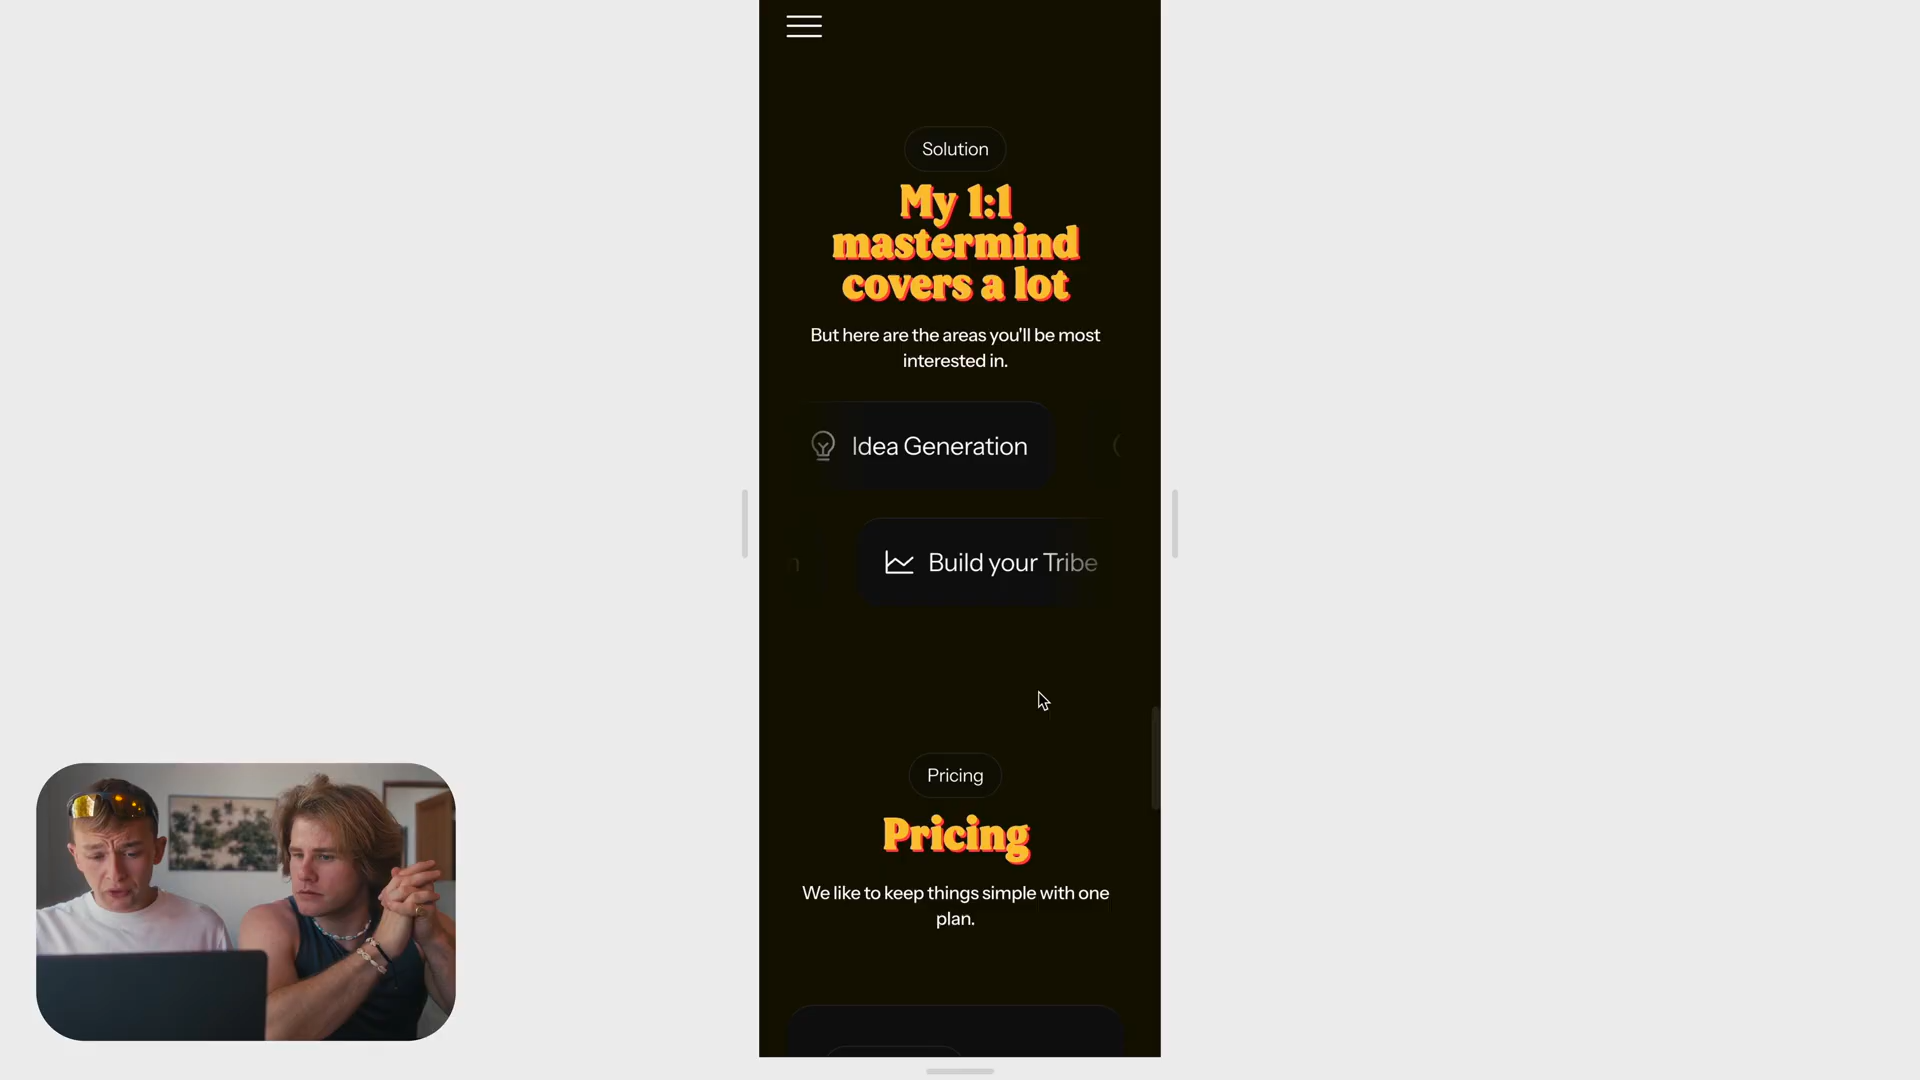 Solution
My 1:1
mastermind
covers a lot
But here are the areas you'll be most
interested in.
Idea Generation
n
Build your Tribe
Pricing
Pricing
We like to keep things simple with one
plan.